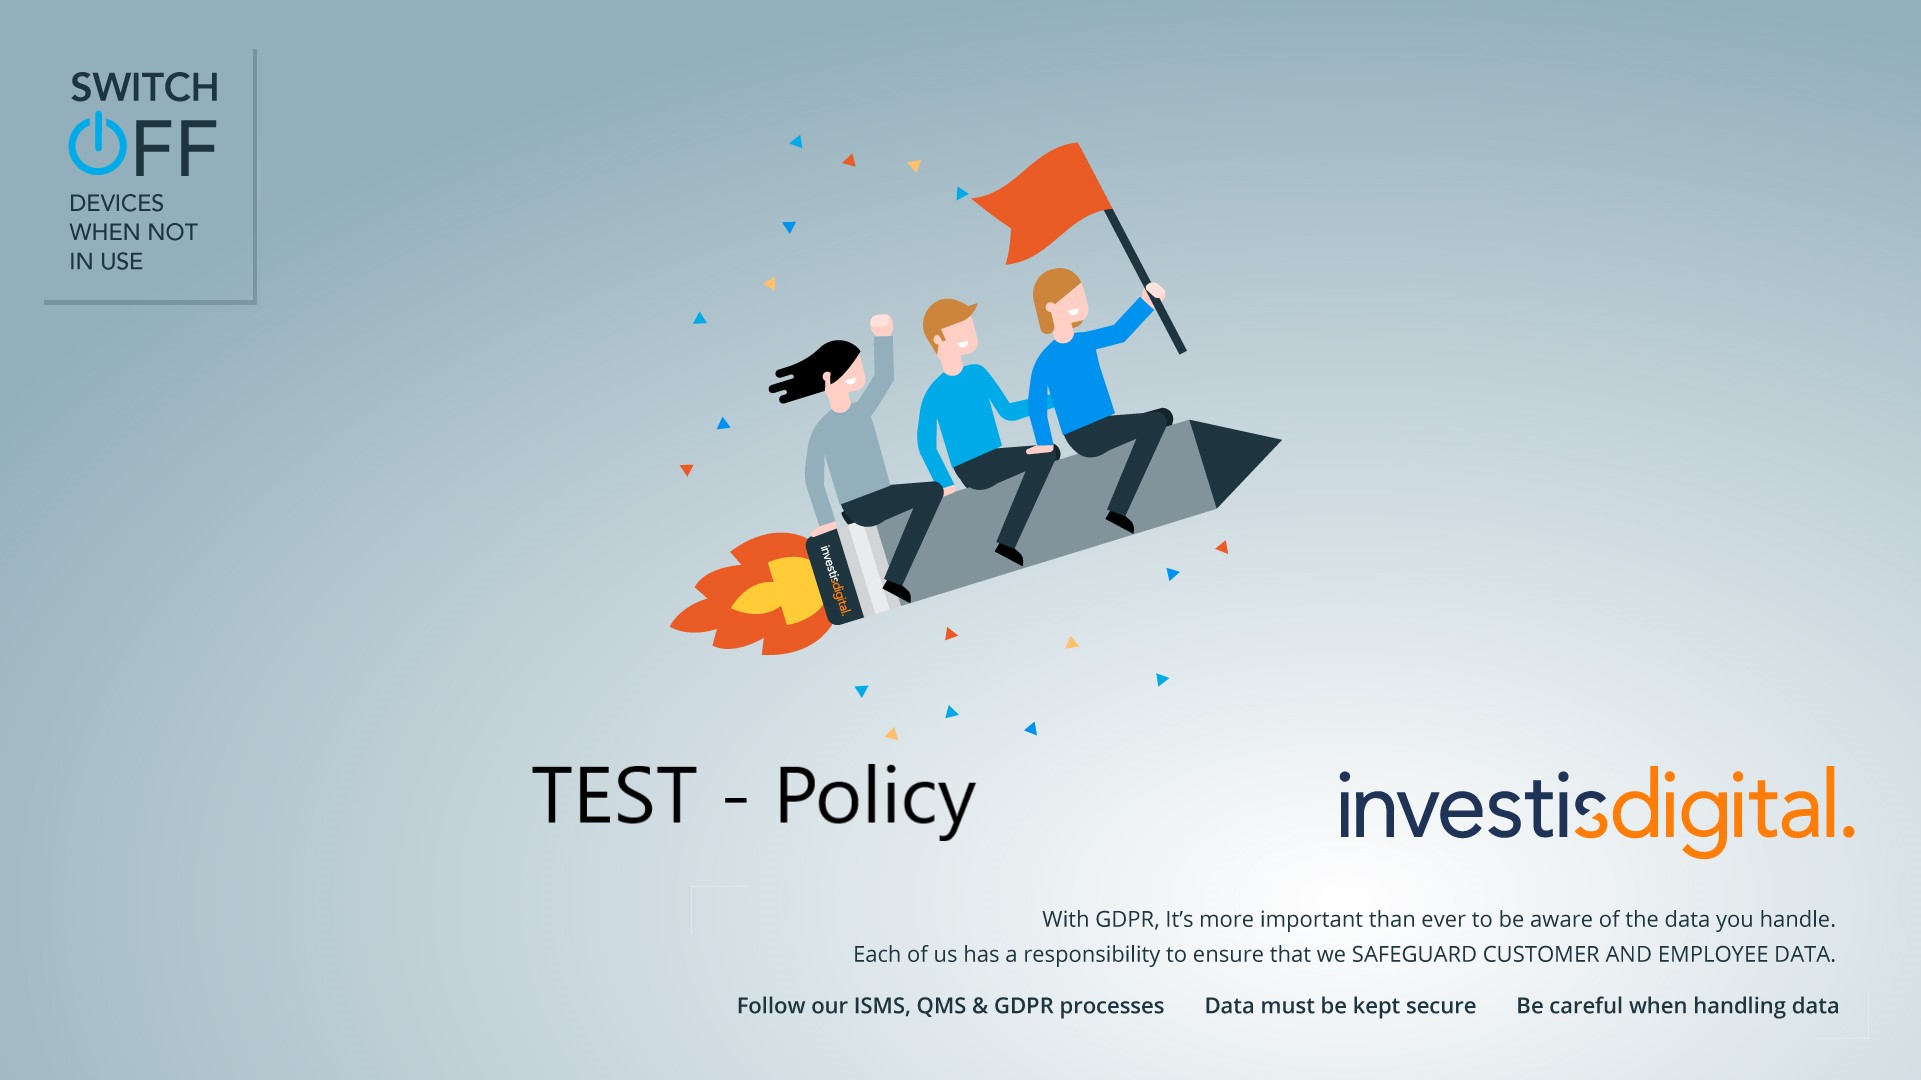 SWITCH
OFF
DEVICES
WHEN NOT
IN USE
investisdigital.
TEST - Policy
investisdigital.
With GDPR, It’s more important than ever to be aware of the data you handle.
Each of us has a responsibility to ensure that we SAFEGUARD CUSTOMER AND EMPLOYEE DATA.
Follow our ISMS, QMS & GDPR processes Data must be kept secure Be careful when handling data